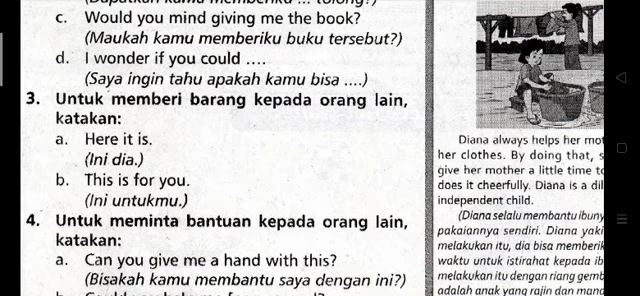 c. Would you mind giving me the book?
(Maukah kamu memberiku buku tersebut?)
d. I wonder if you could ....
(Saya ingin tahu apakah kamu bisa ....)
3. Untuk memberi barang kepada orang lain,
katakan:
a. Here it is.
(Ini dia.)
b. This is for you.
(Ini untukmu.)
4. Untuk meminta bantuan kepada orang lain,
katakan:
a. Can you give me a hand with this?
(Bisakah kamu membantu saya dengan ini?)
Diana always helps her
her clothes. By doing that,
give her mother a little time
does it cheerfully. Diana is a
independent child.
(Diana selalu membantu
pakaiannya sendiri. Diana
melakukan itu, dia bisa
waktu untuk istirahat kepada
melakukan itu dengan riang
adalah anak yang rajin dan